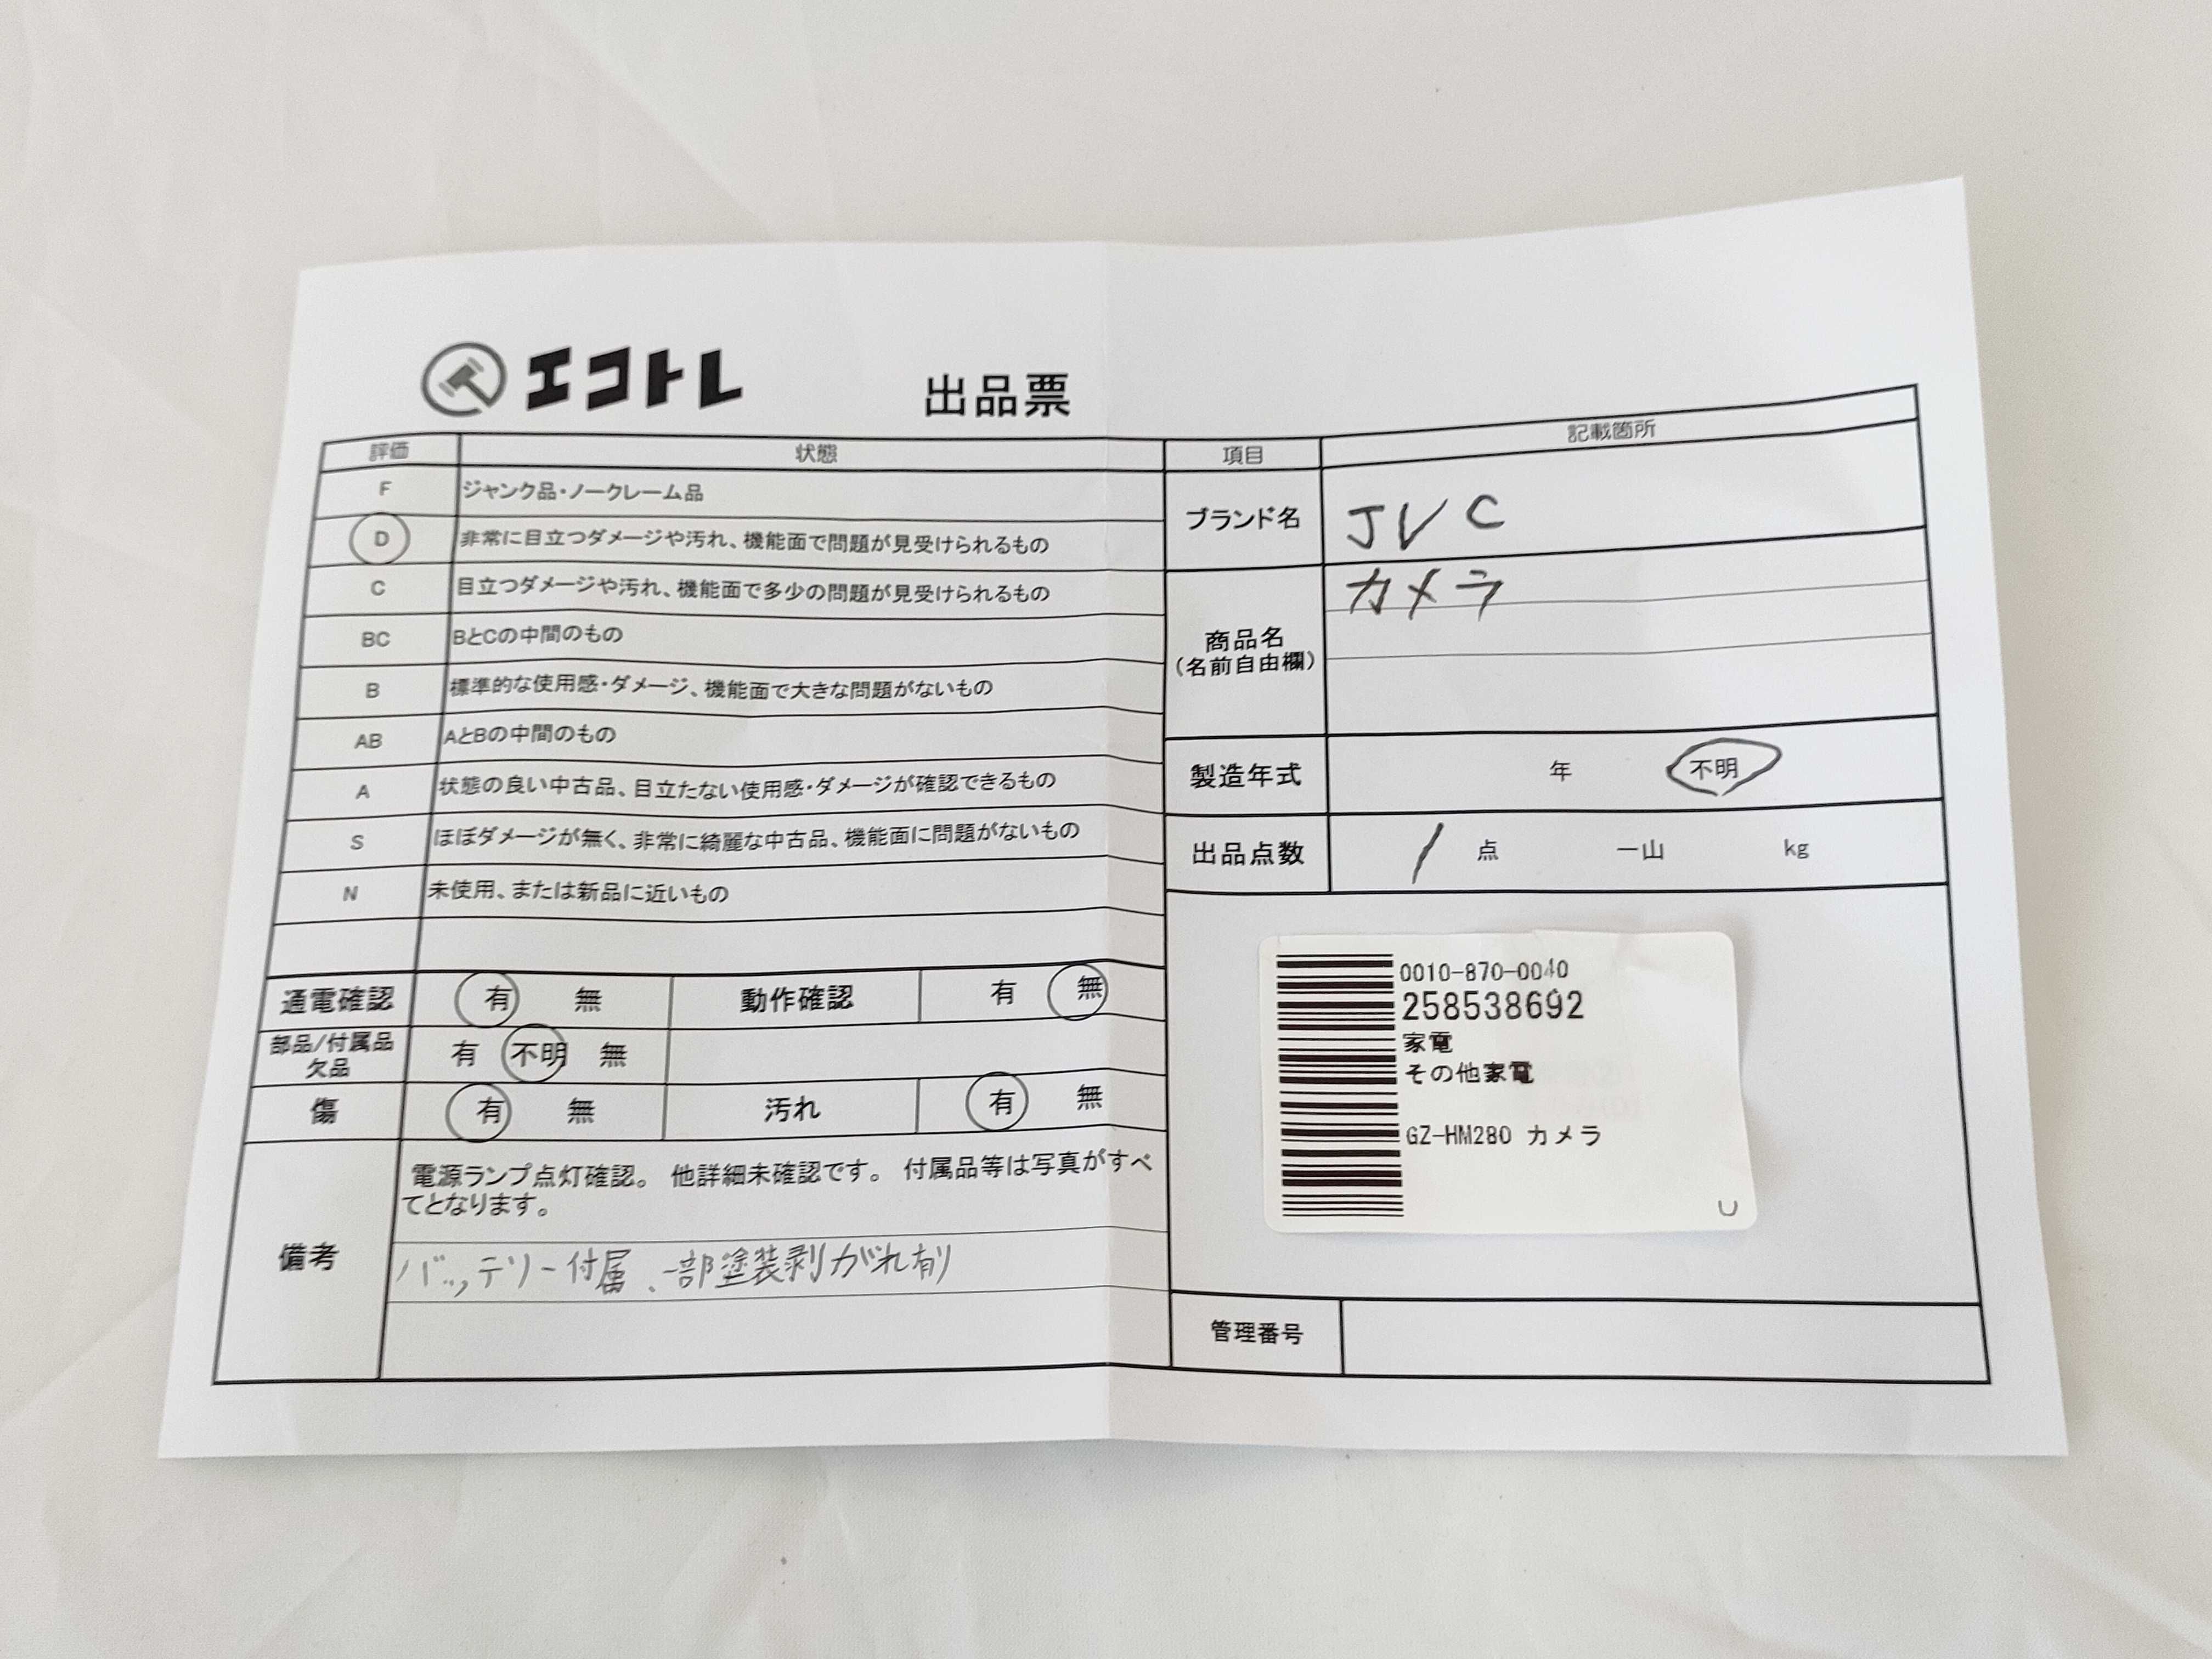 エコトレ
出品票
評価 状態
F ジャンク品・ノークレーム品
D 非常に目立つダメージや汚れ、機能面で問題が見受けられるもの
C 目立つダメージや汚れ、機能面で多少の問題が見受けられるもの
BC BとCの中間のもの
B 標準的な使用感・ダメージ、機能面で大きな問題がないもの
AB AとBの中間のもの
A 状態の良い中古品、目立たない使用感・ダメージが確認できるもの
S ほぼダメージが無く、非常に綺麗な中古品、機能面に問題がないもの
N 未使用、または新品に近いもの
通電確認 有 無 動作確認 有 無
部品/付属品
欠品 有 不明 無
傷 有 無 汚れ 有 無
備考
電源ランプ点灯確認。 他詳細未確認です。 付属品等は写真がすべ
てとなります。
バッテリー付属、一部塗装剥がれ有り
項目 記載箇所
ブランド名 JVC
商品名
(名前自由欄)
カメラ
製造年式 年 不明
出品点数 1 点 一山 kg
0010-870-0040
258538692
家電
その他家電
GZ-HM280 カメラ
U
管理番号